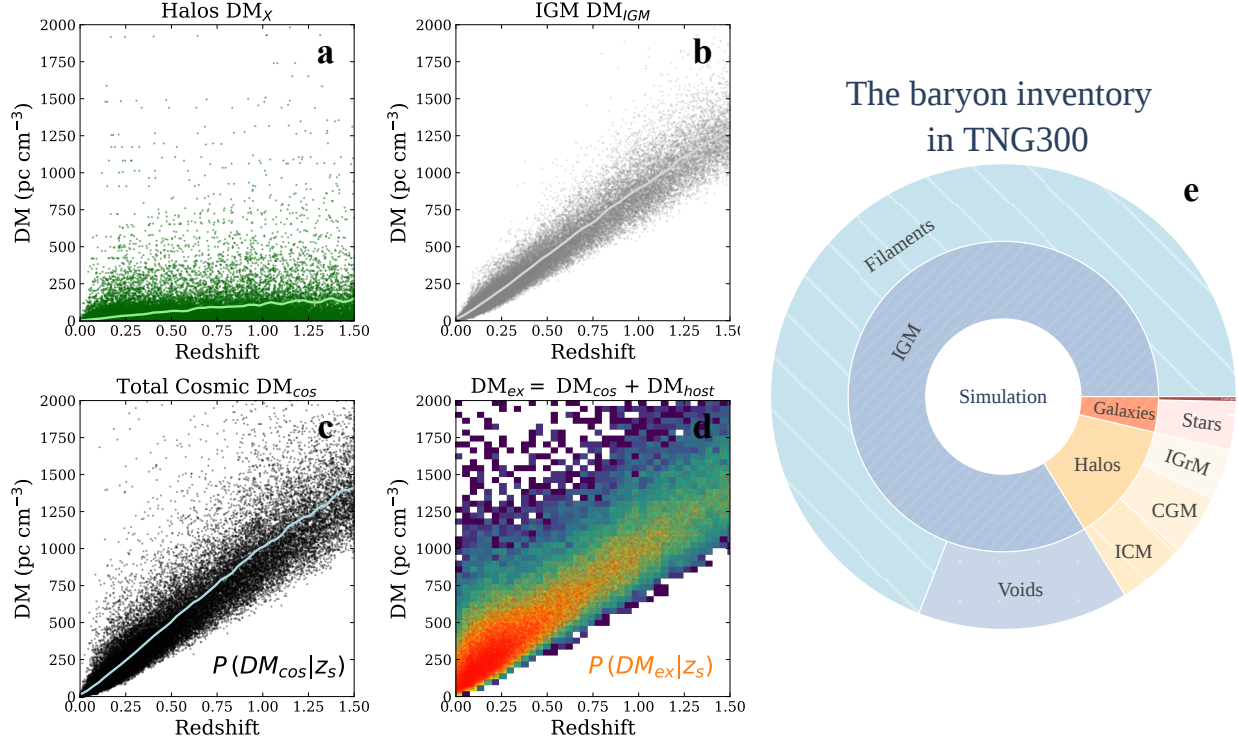 Halos DM_X
a
DM (pc cm⁻³)
2000
1750
1500
1250
1000
750
500
250
0
0.00 0.25 0.50 0.75 1.00 1.25 1.50
Redshift
IGM DM_IGM
b
DM (pc cm⁻³)
2000
1750
1500
1250
1000
750
500
250
0
0.00 0.25 0.50 0.75 1.00 1.25 1.50
Redshift
Total Cosmic DM_cos
c
DM (pc cm⁻³)
2000
1750
1500
1250
1000
750
500
250
0
P(DM_cos|z_s)
0.00 0.25 0.50 0.75 1.00 1.25 1.50
Redshift
DM_ex = DM_cos + DM_host
d
DM (pc cm⁻³)
2000
1750
1500
1250
1000
750
500
250
0
P(DM_ex|z_s)
0.00 0.25 0.50 0.75 1.00 1.25 1.50
Redshift
The baryon inventory
in TNG300
e
Filaments
IGM
Simulation
Galaxies
Stars
Halos
IGrM
CGM
ICM
Voids